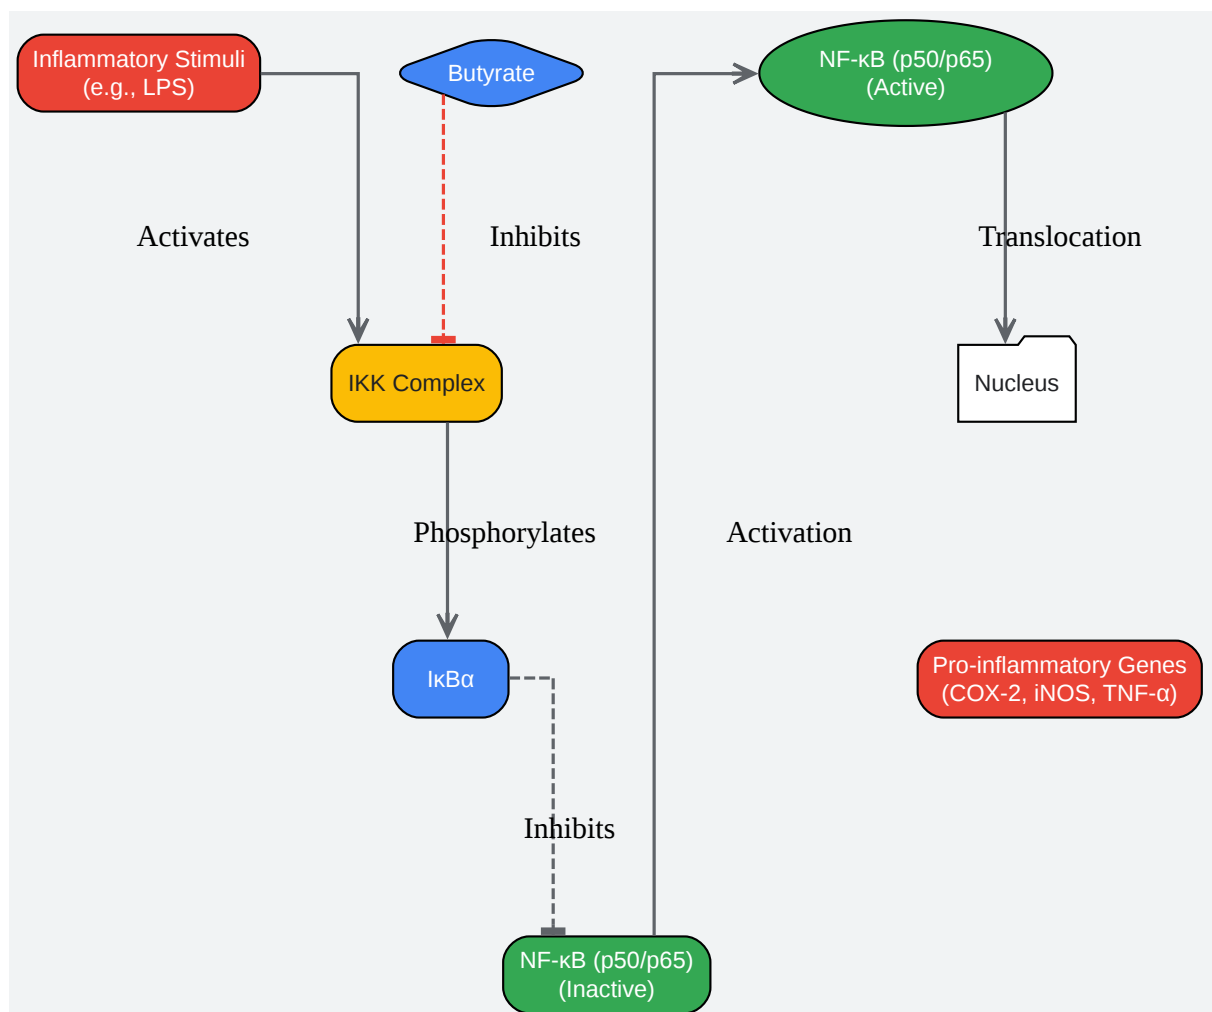 Inflammatory Stimuli
(e.g., LPS)
Butyrate
NF-κB (p50/p65)
(Active)
Activates
Inhibits
Translocation
IKK Complex
Nucleus
Phosphorylates
Activation
IκBα
Pro-inflammatory Genes
(COX-2, iNOS, TNF-α)
Inhibits
NF-κB (p50/p65)
(Inactive)